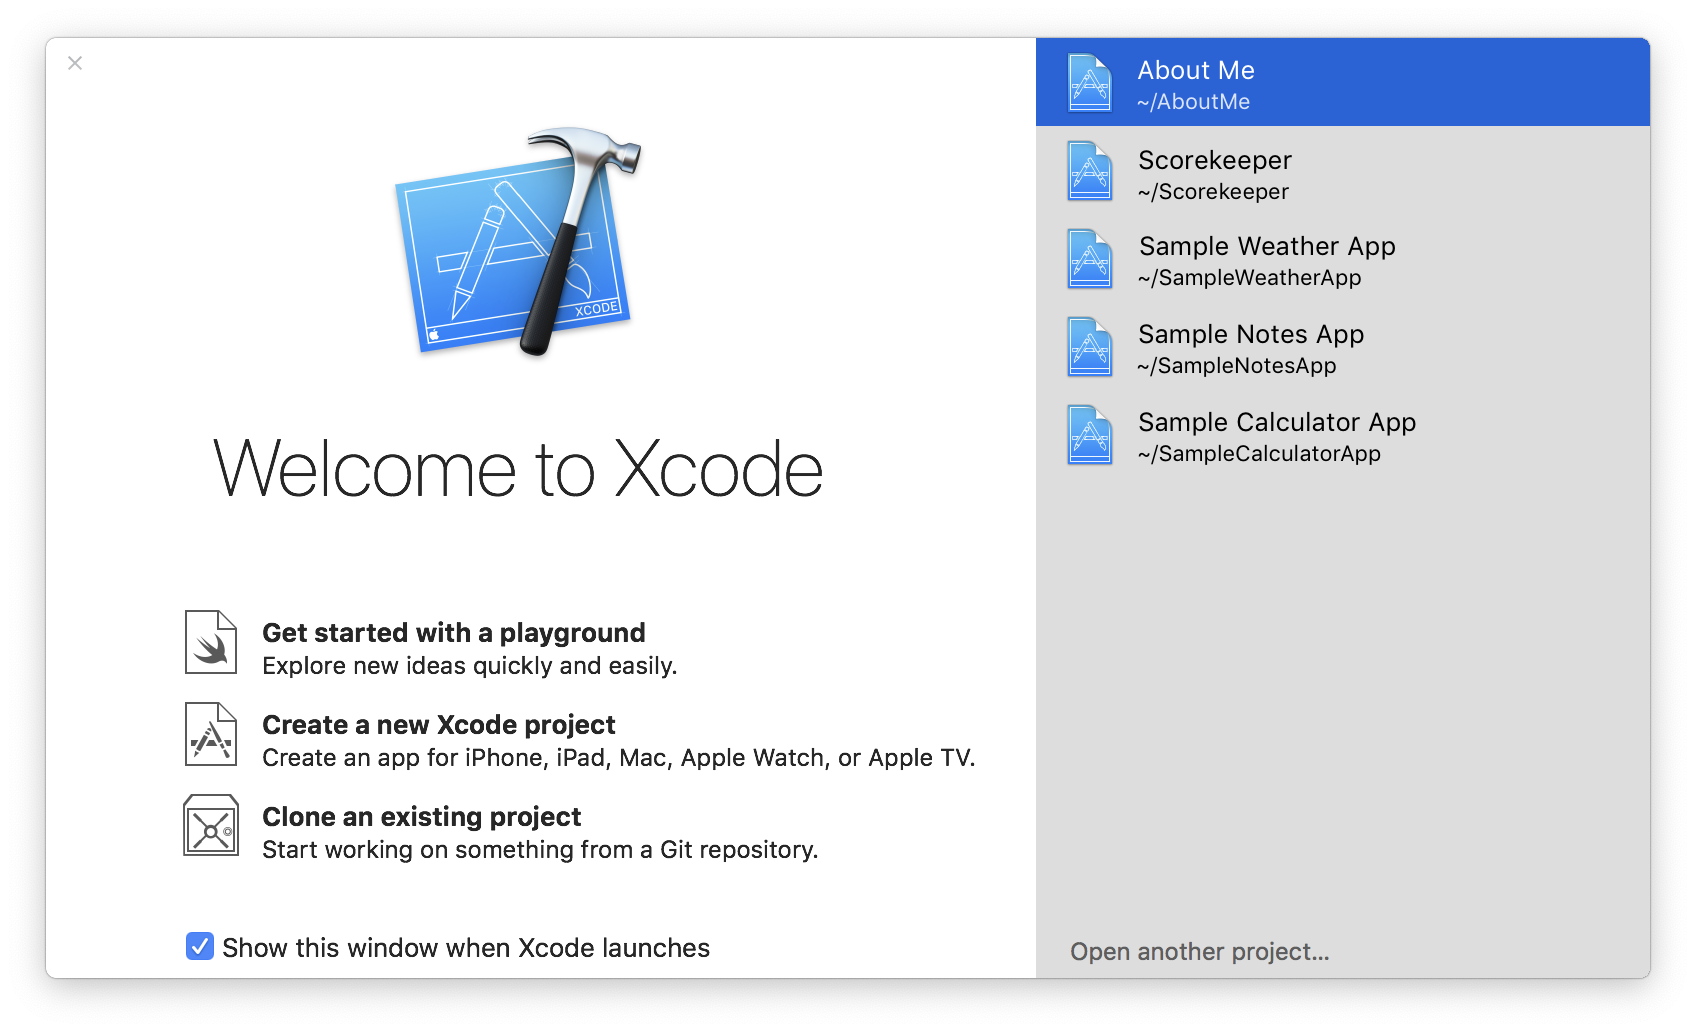 XCODE
Welcome to Xcode
Get started with a playground
Explore new ideas quickly and easily.
Create a new Xcode project
Create an app for iPhone, iPad, Mac, Apple Watch, or Apple TV.
Clone an existing project
Start working on something from a Git repository.
Show this window when Xcode launches
About Me
~/AboutMe
Scorekeeper
~/Scorekeeper
Sample Weather App
~/SampleWeatherApp
Sample Notes App
~/SampleNotesApp
Sample Calculator App
~/SampleCalculatorApp
Open another project...